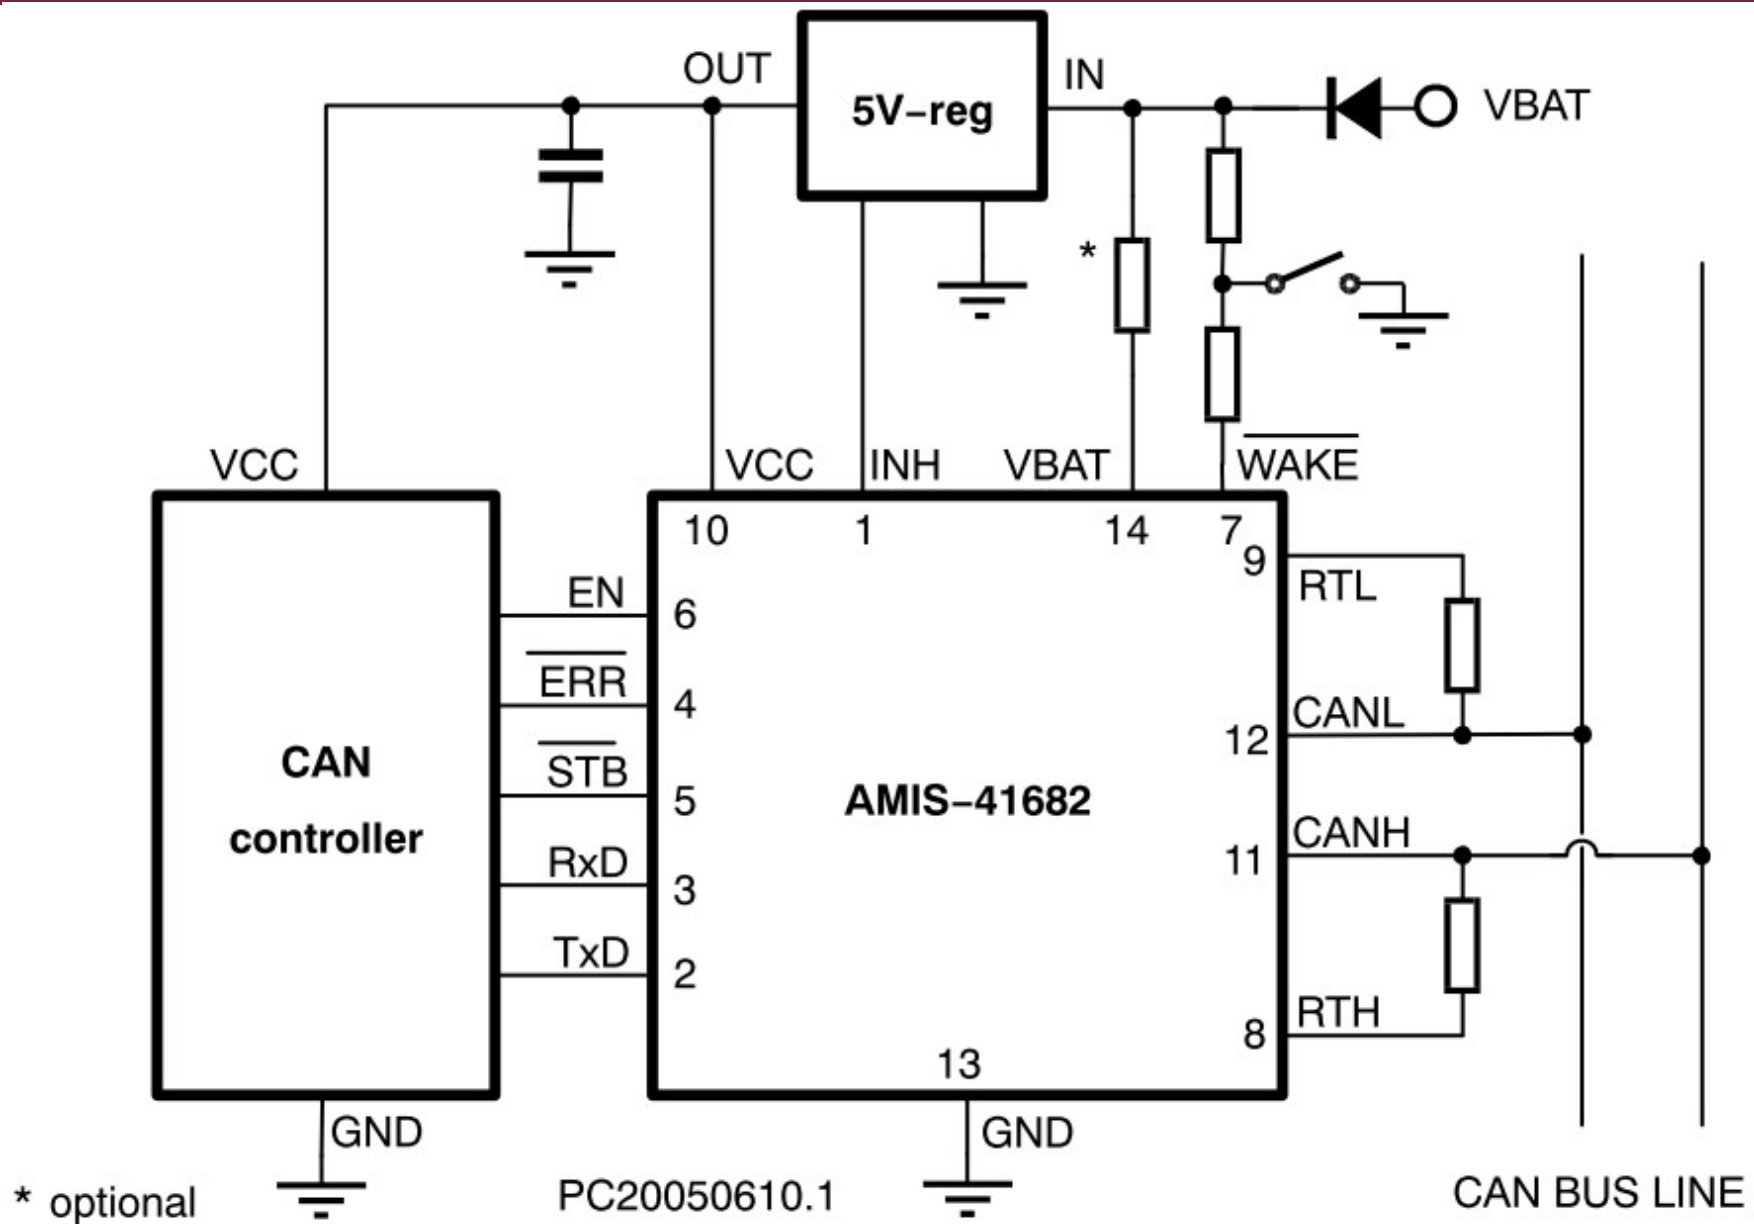 OUT
5V–reg
IN
VBAT
*
VCC
VCC
INH
VBAT
WAKE
10
1
14
7
9
RTL
EN
6
ERR
4
STB
5
RxD
3
TxD
2
CAN
controller
AMIS–41682
CANL
12
CANH
11
RTH
8
13
GND
GND
* optional
PC20050610.1
CAN BUS LINE